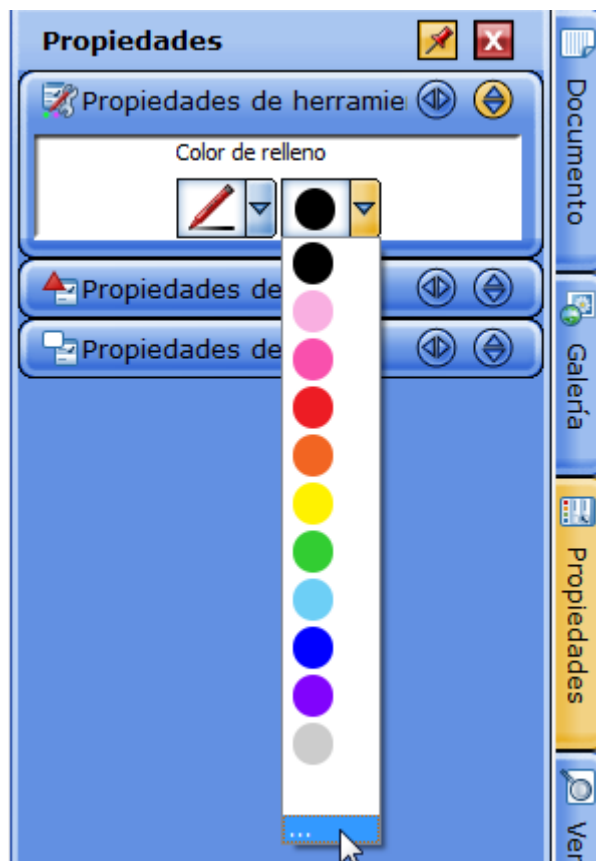 Propiedades
Propiedades de herramie
Color de relleno
Propiedades de
Propiedades de
...
Documento
Galería
Propiedades
Ver